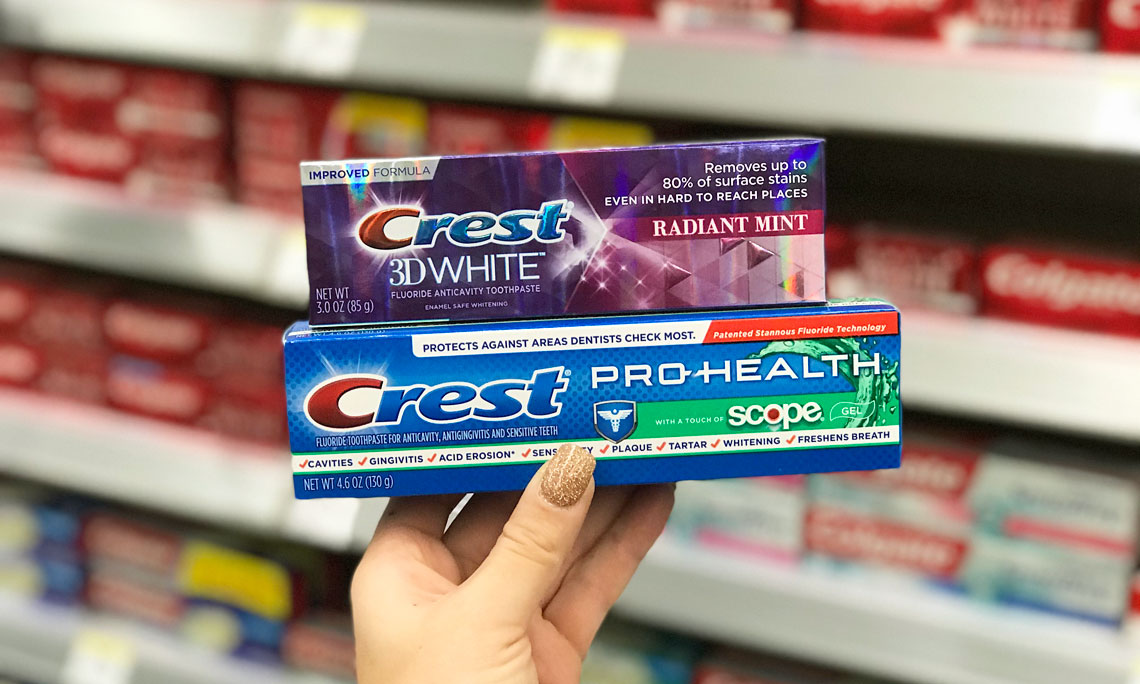 IMPROVED FORMULA
Removes up to
80% of surface stains
EVEN IN HARD TO REACH PLACES
RADIANT MINT
Crest
3D WHITE™
FLUORIDE ANTICAVITY TOOTHPASTE
ENAMEL SAFE WHITENING
NET WT
3.0 OZ (85 g)
PROTECTS AGAINST AREAS DENTISTS CHECK MOST.
Patented Stannous Fluoride Technology
Crest®
PRO-HEALTH
WITH A TOUCH OF scope® GEL
FLUORIDE TOOTHPASTE FOR ANTICAVITY, ANTIGINGIVITIS AND SENSITIVE TEETH
✓CAVITIES ✓GINGIVITIS ✓ACID EROSION* ✓PLAQUE ✓TARTAR ✓WHITENING ✓FRESHENS BREATH
NET WT 4.6 OZ (130 g)
Colgate
Colgate